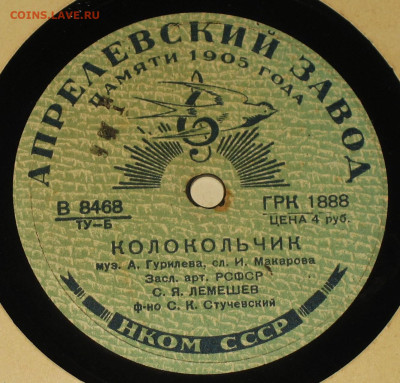 COINS.LAVE.RU
АПРЕЛЕВСКИЙ ЗАВОД
ПАМЯТИ 1905 ГОДА
В 8468
ТУ-Б
ГРК 1888
ЦЕНА 4 руб.
КОЛОКОЛЬЧИК
муз. А. Гурилева, сл. И. Макарова
Засл. арт. РСФСР
С. Я. ЛЕМЕШЕВ
ф-но С. К. Стучевский
НКОМ СССР